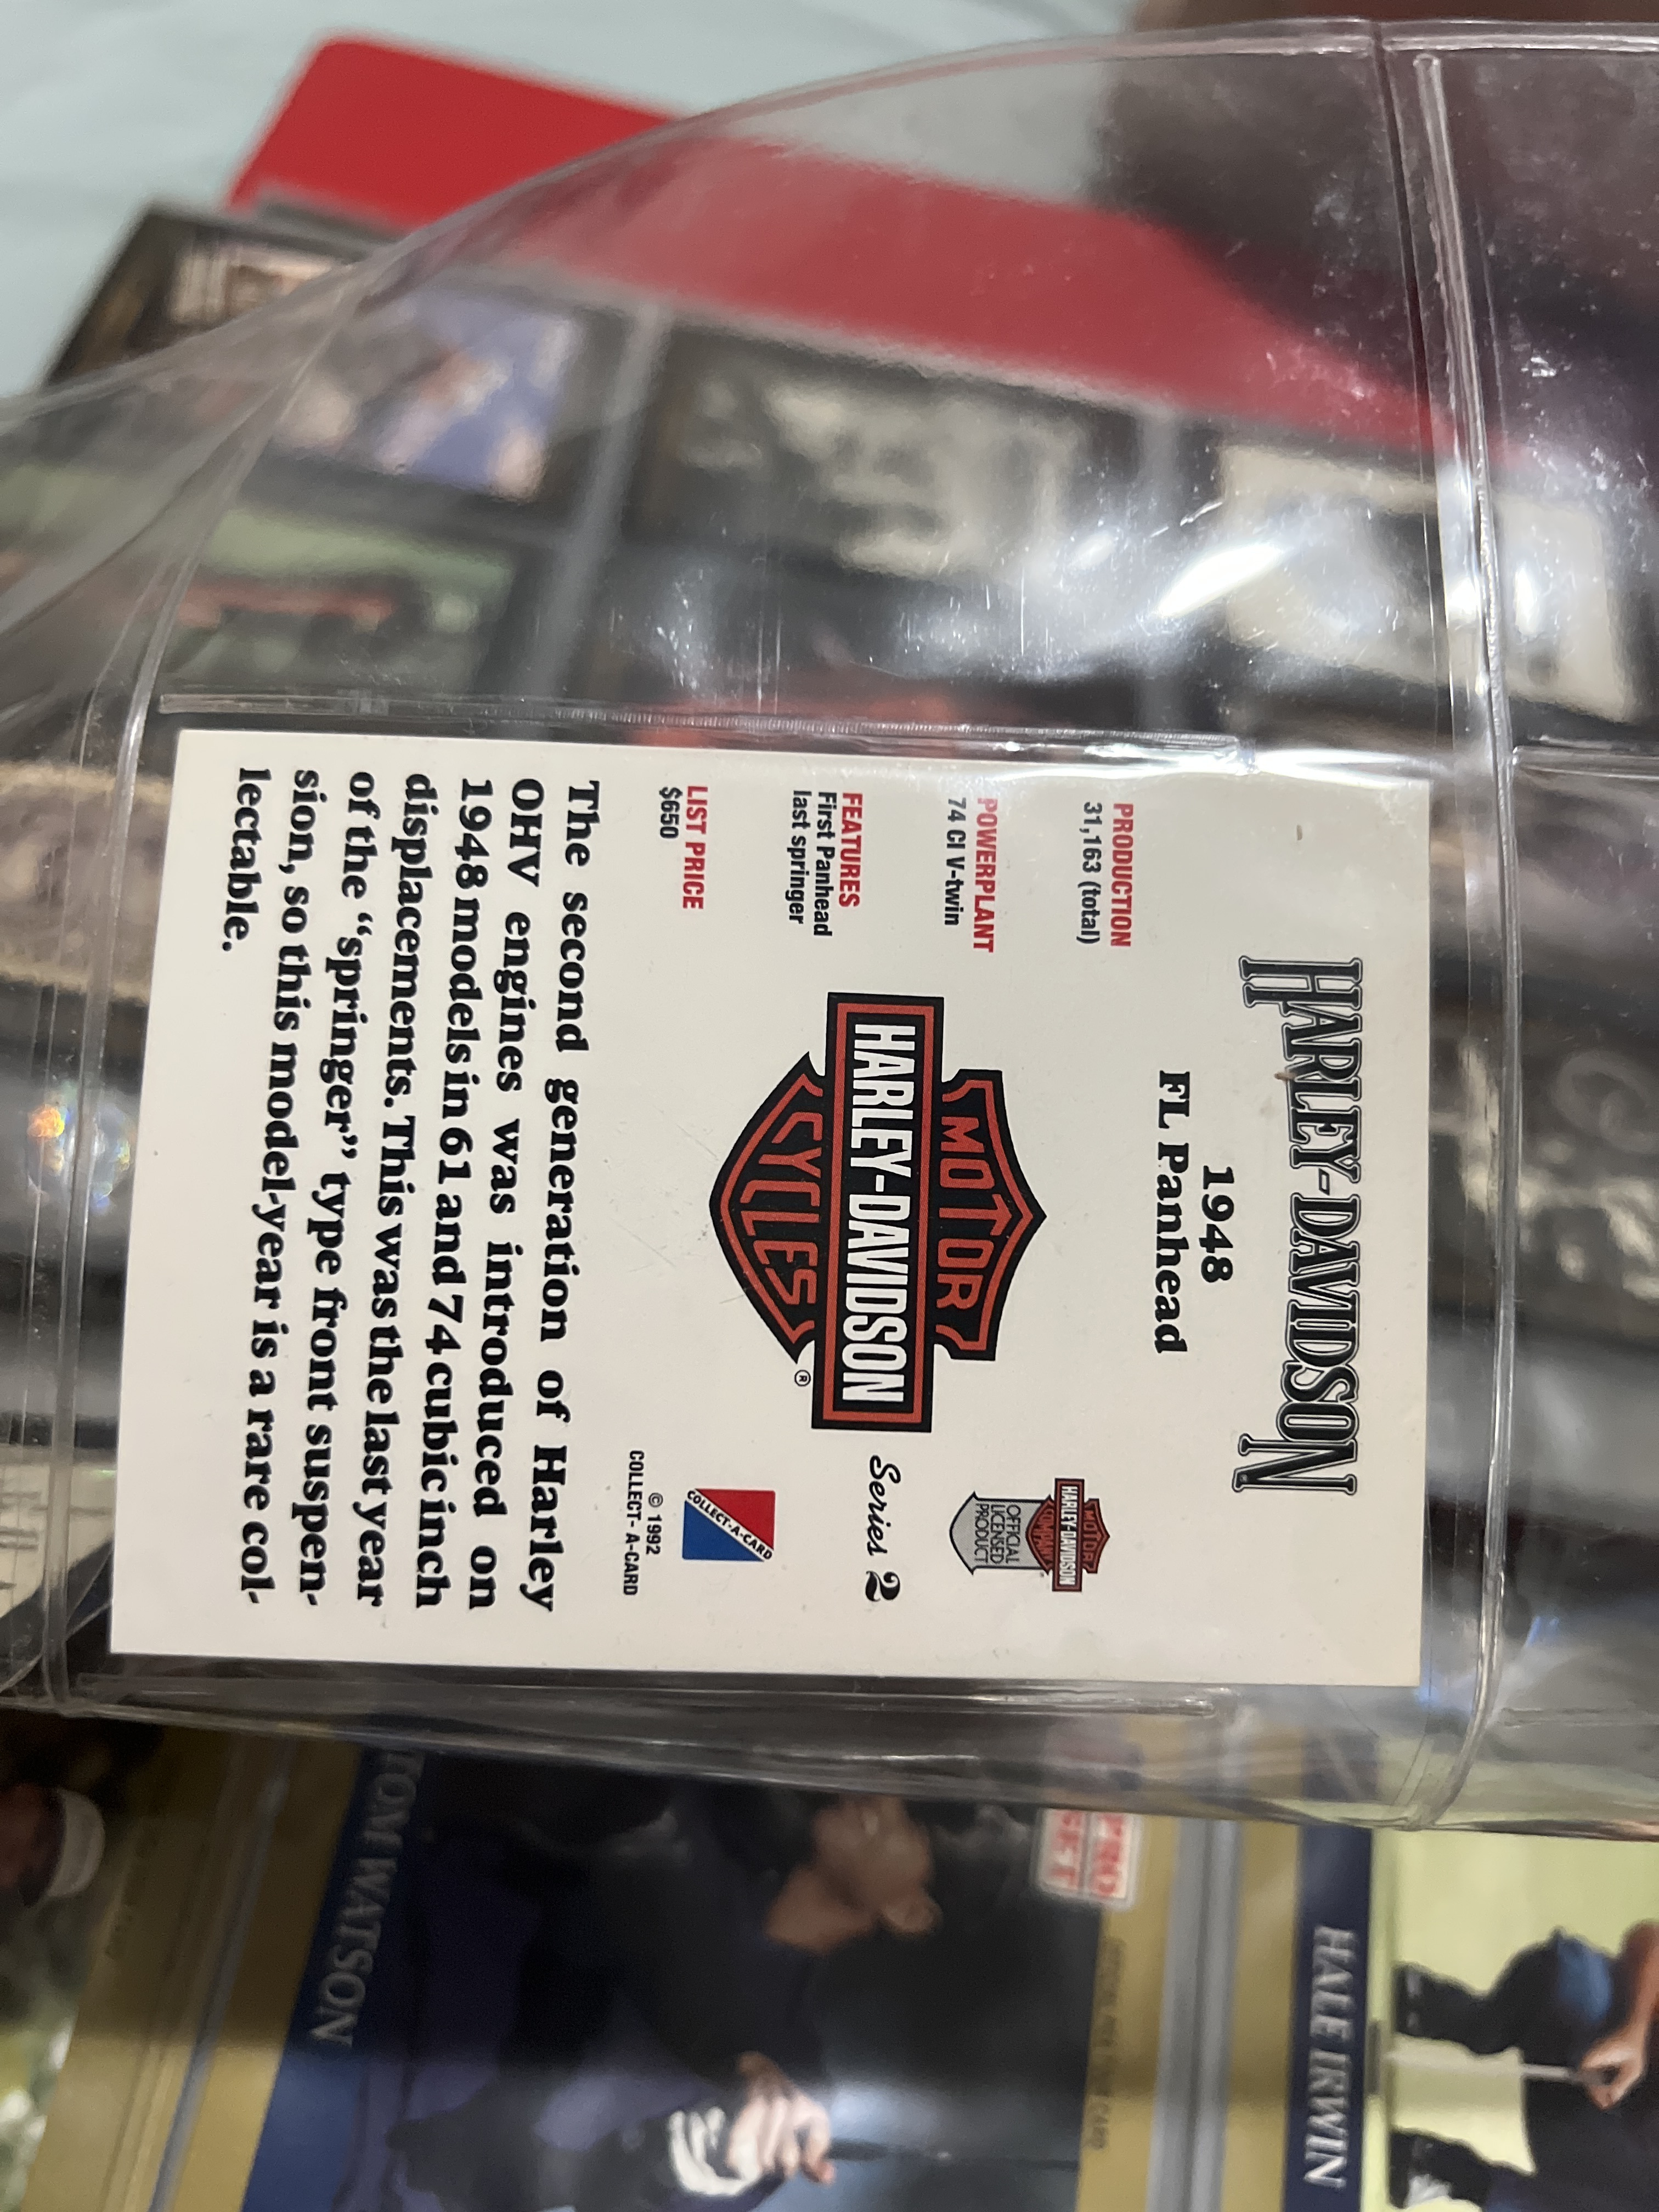 HARLEY-DAVIDSON
1948
FL Panhead
PRODUCTION
31,163 (total)
POWERPLANT
74 CI V-twin
FEATURES
First Panhead
last springer
LIST PRICE
$650
MOTOR
HARLEY-DAVIDSON
CYCLES
®
MOTOR
HARLEY-DAVIDSON
COMPANY
OFFICIAL
LICENSED
PRODUCT
Series 2
COLLECT-A-CARD
© 1992
COLLECT-A-CARD
The second generation of Harley
OHV engines was introduced on
1948 models in 61 and 74 cubic inch
displacements. This was the last year
of the “springer” type front suspen-
sion, so this model-year is a rare col-
lectable.
TOM WATSON
HALE IRWIN